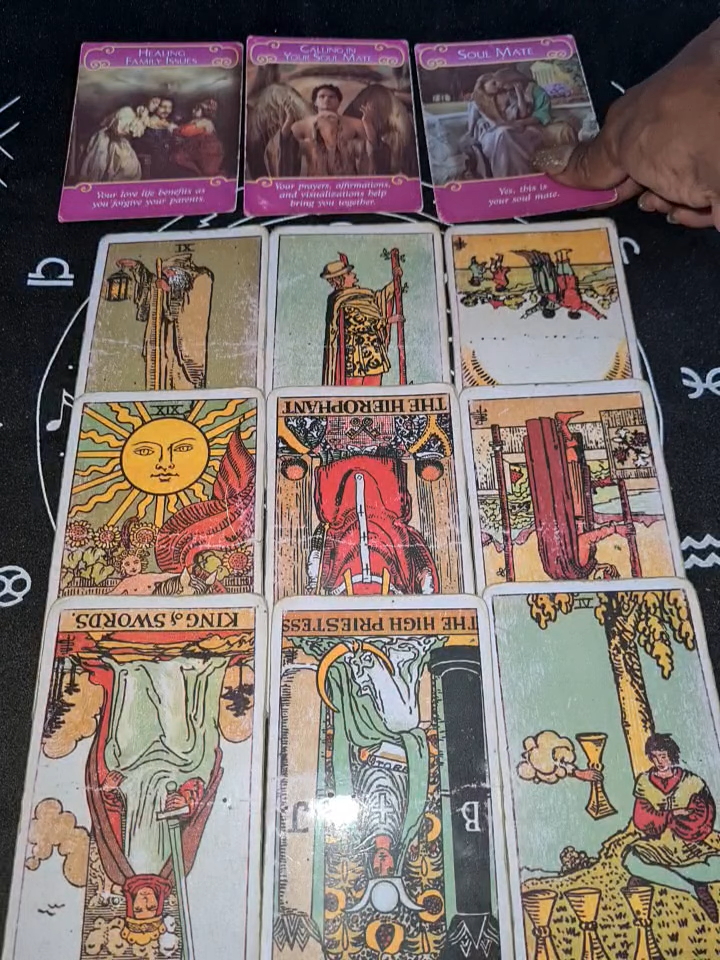 HEALING
FAMILY ISSUES
Your love life benefits as
you forgive your parents.
CALLING IN
YOUR SOUL MATE
Your prayers, affirmations,
and visualizations help
bring you together.
SOUL MATE
Yes, this is
your soul mate.
IX
XIX
THE HIEROPHANT
KING of SWORDS.
THE HIGH PRIESTESS
B
J
IV